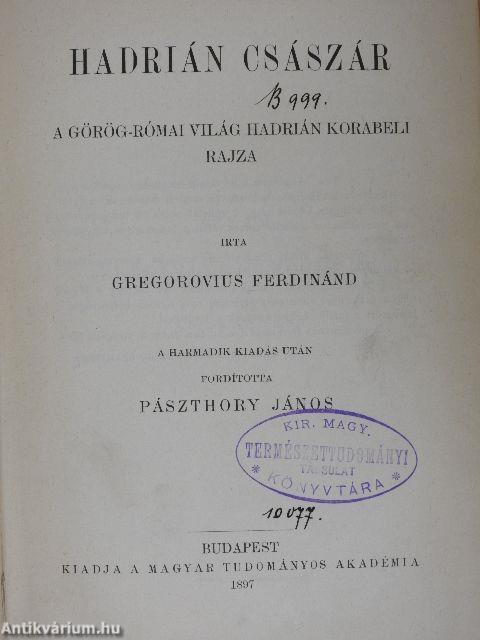 HADRIÁN CSÁSZÁR
B 999.
A GÖRÖG-RÓMAI VILÁG HADRIÁN KORABELI
RAJZA
IRTA
GREGOROVIUS FERDINÁND
A HARMADIK KIADÁS UTÁN
FORDÍTOTTA
PÁSZTHORY JÁNOS
KIR. MAGY.
TERMÉSZETTUDOMÁNYI
TÁRSULAT
* KÖNYVTÁRA *
10077.
BUDAPEST
KIADJA A MAGYAR TUDOMÁNYOS AKADÉMIA
1897
Antikvárium.hu